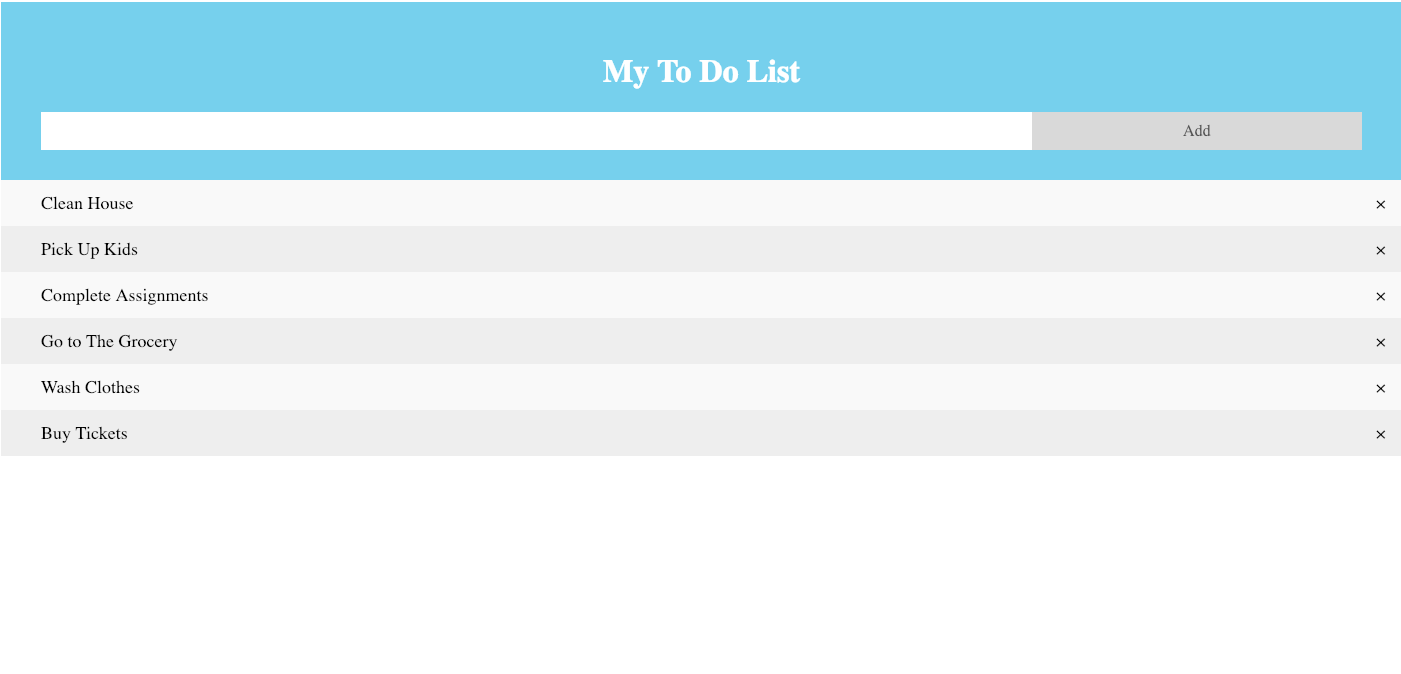 My To Do List
Add
Clean House ×
Pick Up Kids ×
Complete Assignments ×
Go to The Grocery ×
Wash Clothes ×
Buy Tickets ×